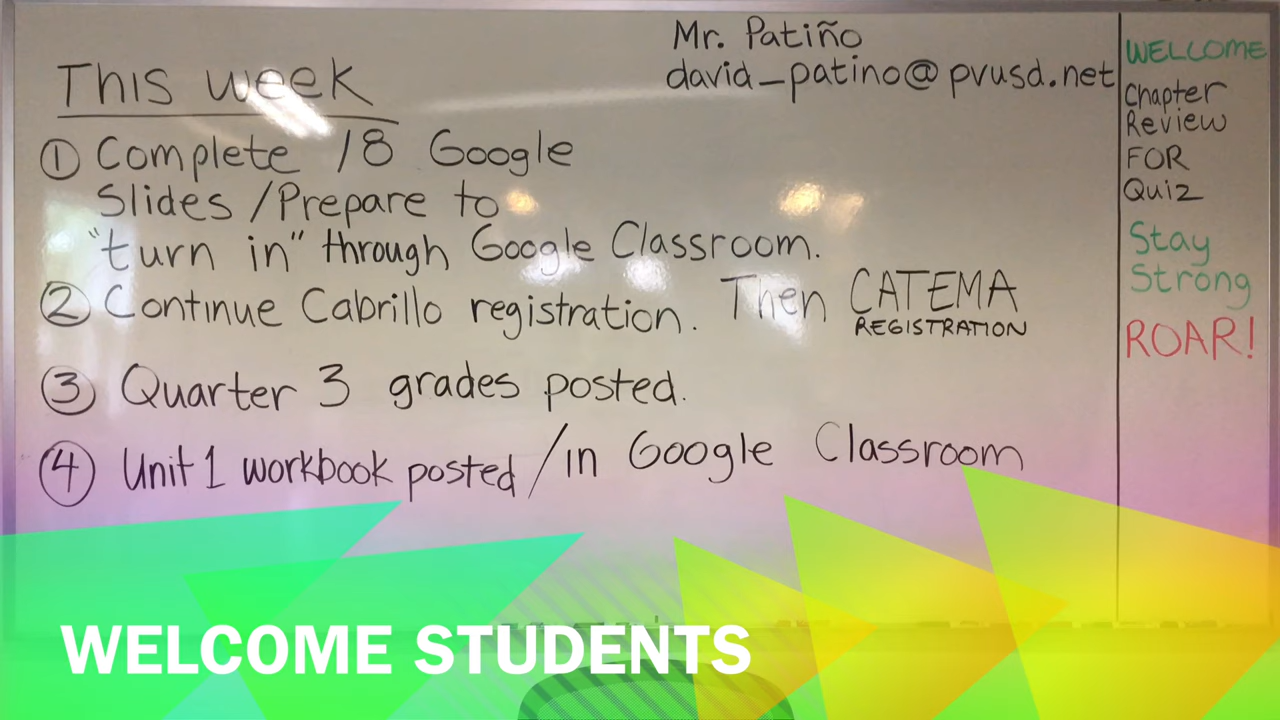 Mr. Patiño
david_patino@pvusd.net
This week
① Complete /8 Google
Slides /Prepare to
"turn in" through Google Classroom.
② Continue Cabrillo registration. Then CATEMA
REGISTRATION
③ Quarter 3 grades posted.
④ Unit 1 workbook posted /in Google Classroom
WELCOME
Chapter
Review
FOR
Quiz
Stay
Strong
ROAR!
WELCOME STUDENTS